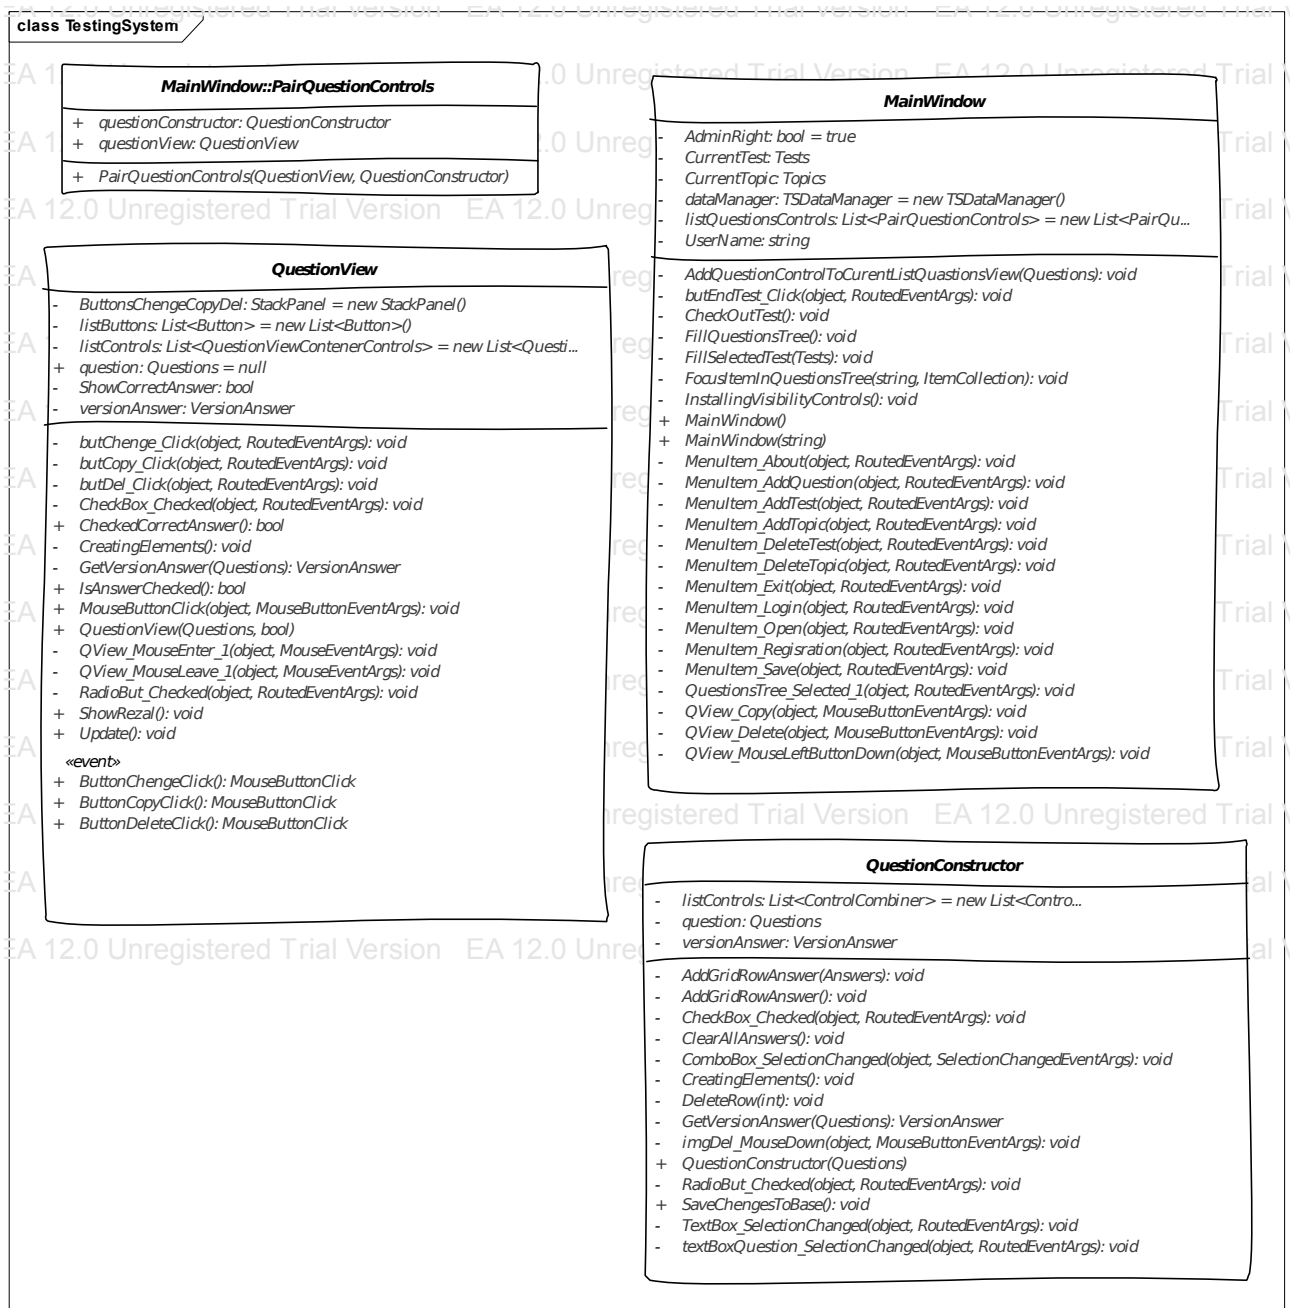 class TestingSystem
MainWindow::PairQuestionControls
+ questionConstructor: QuestionConstructor
+ questionView: QuestionView
+ PairQuestionControls(QuestionView, QuestionConstructor)
MainWindow
- AdminRight: bool = true
- CurrentTest: Tests
- CurrentTopic: Topics
- dataManager: TSDataManager = new TSDataManager()
- listQuestionsControls: List<PairQuestionControls> = new List<PairQu...
- UserName: string
- AddQuestionControlToCurentListQuastionsView(Questions): void
- butEndTest_Click(object, RoutedEventArgs): void
- CheckOutTest(): void
- FillQuestionsTree(): void
- FillSelectedTest(Tests): void
- FocusItemInQuestionsTree(string, ItemCollection): void
- InstallingVisibilityControls(): void
+ MainWindow()
+ MainWindow(string)
- MenuItem_About(object, RoutedEventArgs): void
- MenuItem_AddQuestion(object, RoutedEventArgs): void
- MenuItem_AddTest(object, RoutedEventArgs): void
- MenuItem_AddTopic(object, RoutedEventArgs): void
- MenuItem_DeleteTest(object, RoutedEventArgs): void
- MenuItem_DeleteTopic(object, RoutedEventArgs): void
- MenuItem_Exit(object, RoutedEventArgs): void
- MenuItem_Login(object, RoutedEventArgs): void
- MenuItem_Open(object, RoutedEventArgs): void
- MenuItem_Regisration(object, RoutedEventArgs): void
- MenuItem_Save(object, RoutedEventArgs): void
- QuestionsTree_Selected_1(object, RoutedEventArgs): void
- QView_Copy(object, MouseButtonEventArgs): void
- QView_Delete(object, MouseButtonEventArgs): void
- QView_MouseLeftButtonDown(object, MouseButtonEventArgs): void
QuestionView
- ButtonsChengeCopyDel: StackPanel = new StackPanel()
- listButtons: List<Button> = new List<Button>()
- listControls: List<QuestionViewContenerControls> = new List<Questi...
+ question: Questions = null
- ShowCorrectAnswer: bool
- versionAnswer: VersionAnswer
- butChenge_Click(object, RoutedEventArgs): void
- butCopy_Click(object, RoutedEventArgs): void
- butDel_Click(object, RoutedEventArgs): void
- CheckBox_Checked(object, RoutedEventArgs): void
+ CheckedCorrectAnswer(): bool
- CreatingElements(): void
- GetVersionAnswer(Questions): VersionAnswer
+ IsAnswerChecked(): bool
+ MouseButtonClick(object, MouseButtonEventArgs): void
+ QuestionView(Questions, bool)
- QView_MouseEnter_1(object, MouseEventArgs): void
- QView_MouseLeave_1(object, MouseEventArgs): void
- RadioBut_Checked(object, RoutedEventArgs): void
+ ShowRezal(): void
+ Update(): void
«event»
+ ButtonChengeClick(): MouseButtonClick
+ ButtonCopyClick(): MouseButtonClick
+ ButtonDeleteClick(): MouseButtonClick
QuestionConstructor
- listControls: List<ControlCombiner> = new List<Contro...
- question: Questions
- versionAnswer: VersionAnswer
- AddGridRowAnswer(Answers): void
- AddGridRowAnswer(): void
- CheckBox_Checked(object, RoutedEventArgs): void
- ClearAllAnswers(): void
- ComboBox_SelectionChanged(object, SelectionChangedEventArgs): void
- CreatingElements(): void
- DeleteRow(int): void
- GetVersionAnswer(Questions): VersionAnswer
- imgDel_MouseDown(object, MouseButtonEventArgs): void
+ QuestionConstructor(Questions)
- RadioBut_Checked(object, RoutedEventArgs): void
+ SaveChengesToBase(): void
- TextBox_SelectionChanged(object, RoutedEventArgs): void
- textBoxQuestion_SelectionChanged(object, RoutedEventArgs): void
EA 12.0 Unregistered Trial Version EA 12.0 Unregistered Trial